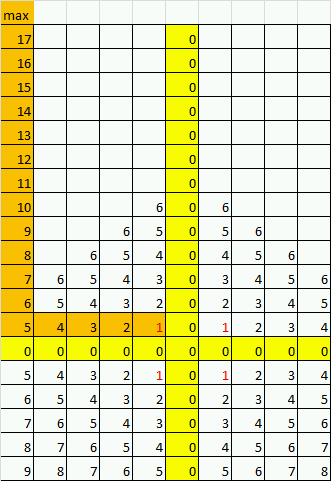 max
17 0
16 0
15 0
14 0
13 0
12 0
11 0
10 6 0 6
9 6 5 0 5 6
8 6 5 4 0 4 5 6
7 6 5 4 3 0 3 4 5 6
6 5 4 3 2 0 2 3 4 5
5 4 3 2 1 0 1 2 3 4
0 0 0 0 0 0 0 0 0 0
5 4 3 2 1 0 1 2 3 4
6 5 4 3 2 0 2 3 4 5
7 6 5 4 3 0 3 4 5 6
8 7 6 5 4 0 4 5 6 7
9 8 7 6 5 0 5 6 7 8